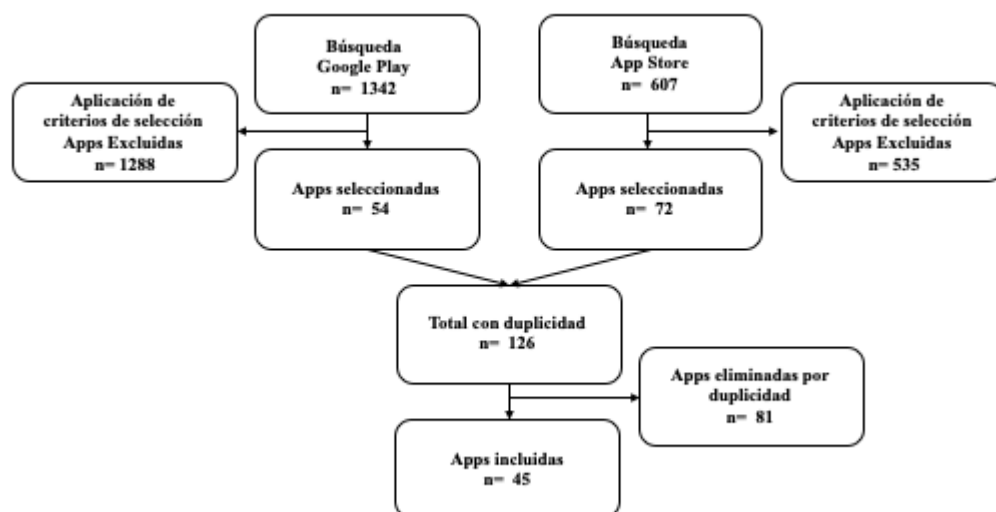 Búsqueda
Google Play
n= 1342
Búsqueda
App Store
n= 607
Aplicación de
criterios de selección
Apps Excluidas
n= 1288
Aplicación de
criterios de selección
Apps Excluidas
n= 535
Apps seleccionadas
n= 54
Apps seleccionadas
n= 72
Total con duplicidad
n= 126
Apps eliminadas por
duplicidad
n= 81
Apps incluidas
n= 45